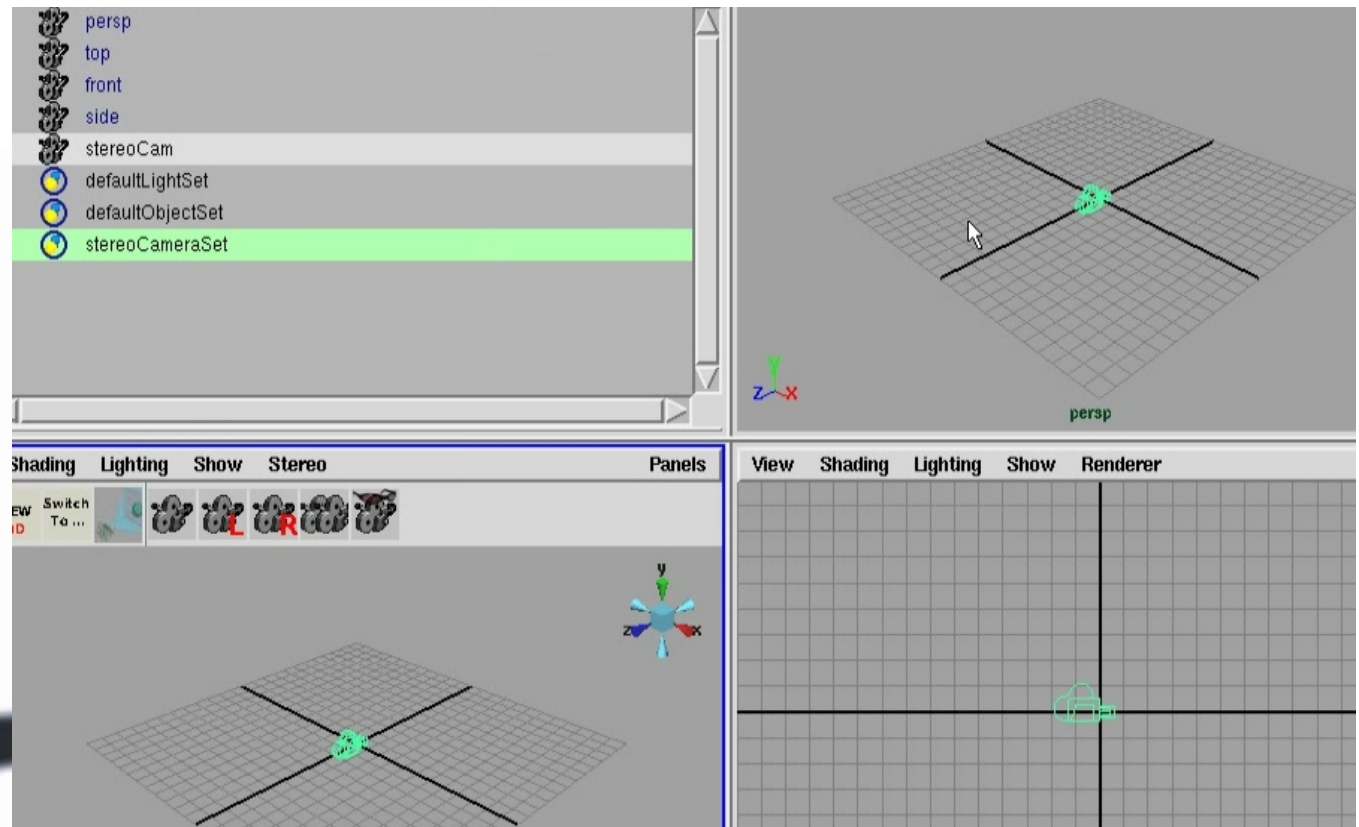 persp
top
front
side
stereoCam
defaultLightSet
defaultObjectSet
stereoCameraSet
y
Z X
persp
Shading Lighting Show Stereo Panels
Switch
To ...
L R
y
z x
View Shading Lighting Show Renderer